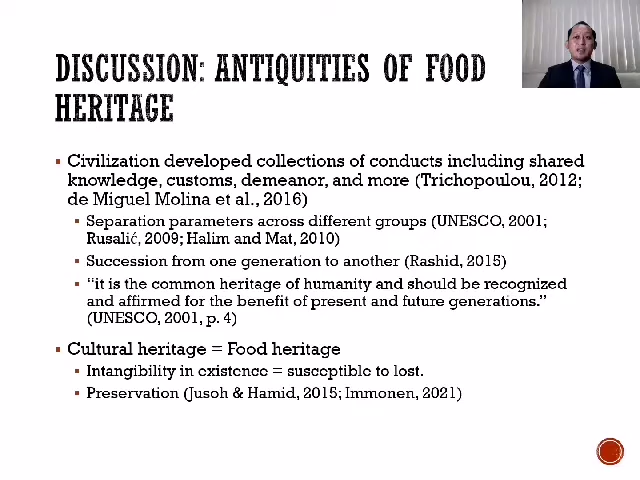 DISCUSSION: ANTIQUITIES OF FOOD
HERITAGE
▪ Civilization developed collections of conducts including shared
knowledge, customs, demeanor, and more (Trichopoulou, 2012;
de Miguel Molina et al., 2016)
▪ Separation parameters across different groups (UNESCO, 2001;
Rusalić, 2009; Halim and Mat, 2010)
▪ Succession from one generation to another (Rashid, 2015)
▪ “it is the common heritage of humanity and should be recognized
and affirmed for the benefit of present and future generations.”
(UNESCO, 2001, p. 4)
▪ Cultural heritage = Food heritage
▪ Intangibility in existence = susceptible to lost.
▪ Preservation (Jusoh & Hamid, 2015; Immonen, 2021)